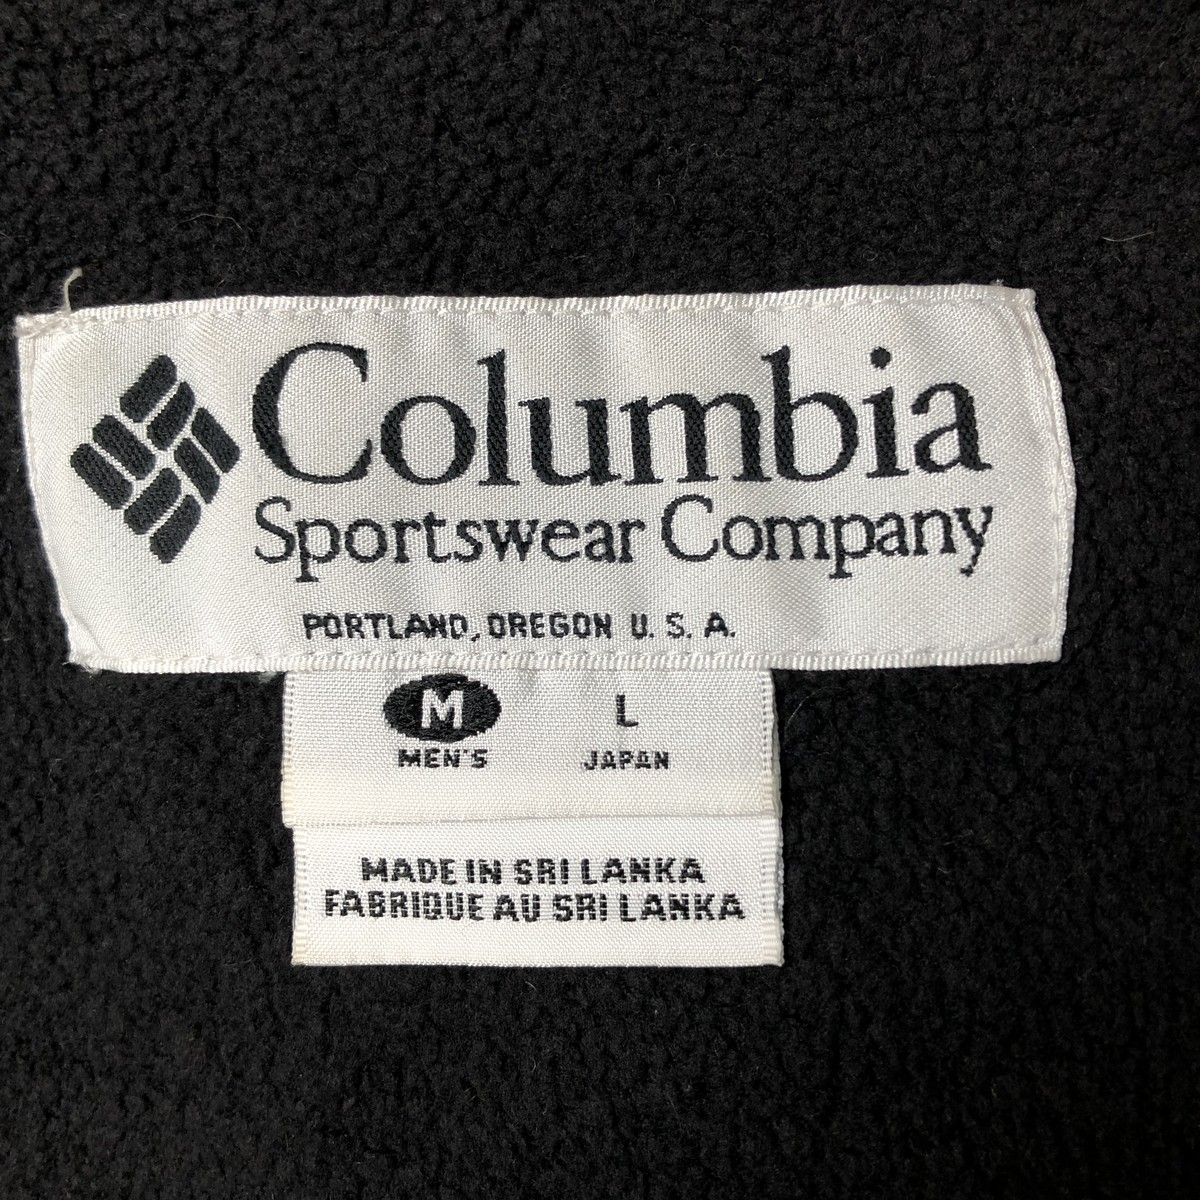 Columbia
Sportswear Company
PORTLAND, OREGON U. S. A.
M L
MEN'S JAPAN
MADE IN SRI LANKA
FABRIQUE AU SRI LANKA